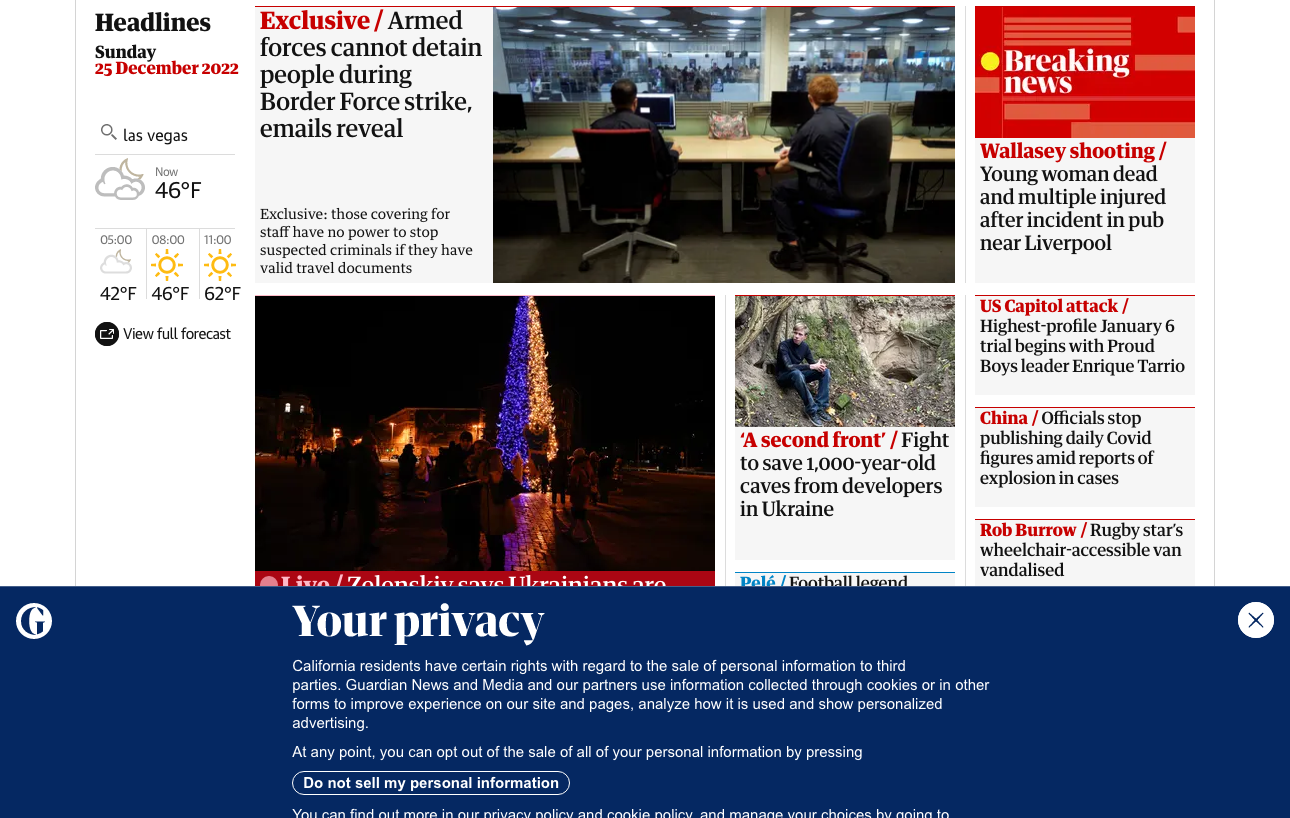 Headlines
Sunday
25 December 2022
las vegas
Now
46°F
05:00
08:00
11:00
42°F
46°F
62°F
View full forecast
Exclusive / Armed
forces cannot detain
people during
Border Force strike,
emails reveal
Exclusive: those covering for
staff have no power to stop
suspected criminals if they have
valid travel documents
Breaking
news
Wallasey shooting /
Young woman dead
and multiple injured
after incident in pub
near Liverpool
Live / Zelenskiy says Ukrainians are
‘A second front’ / Fight
to save 1,000-year-old
caves from developers
in Ukraine
Pelé / Football legend
US Capitol attack /
Highest-profile January 6
trial begins with Proud
Boys leader Enrique Tarrio
China / Officials stop
publishing daily Covid
figures amid reports of
explosion in cases
Rob Burrow / Rugby star’s
wheelchair-accessible van
vandalised
G
Your privacy
California residents have certain rights with regard to the sale of personal information to third
parties. Guardian News and Media and our partners use information collected through cookies or in other
forms to improve experience on our site and pages, analyze how it is used and show personalized
advertising.
At any point, you can opt out of the sale of all of your personal information by pressing
Do not sell my personal information
You can find out more in our privacy policy and cookie policy, and manage your choices by going to